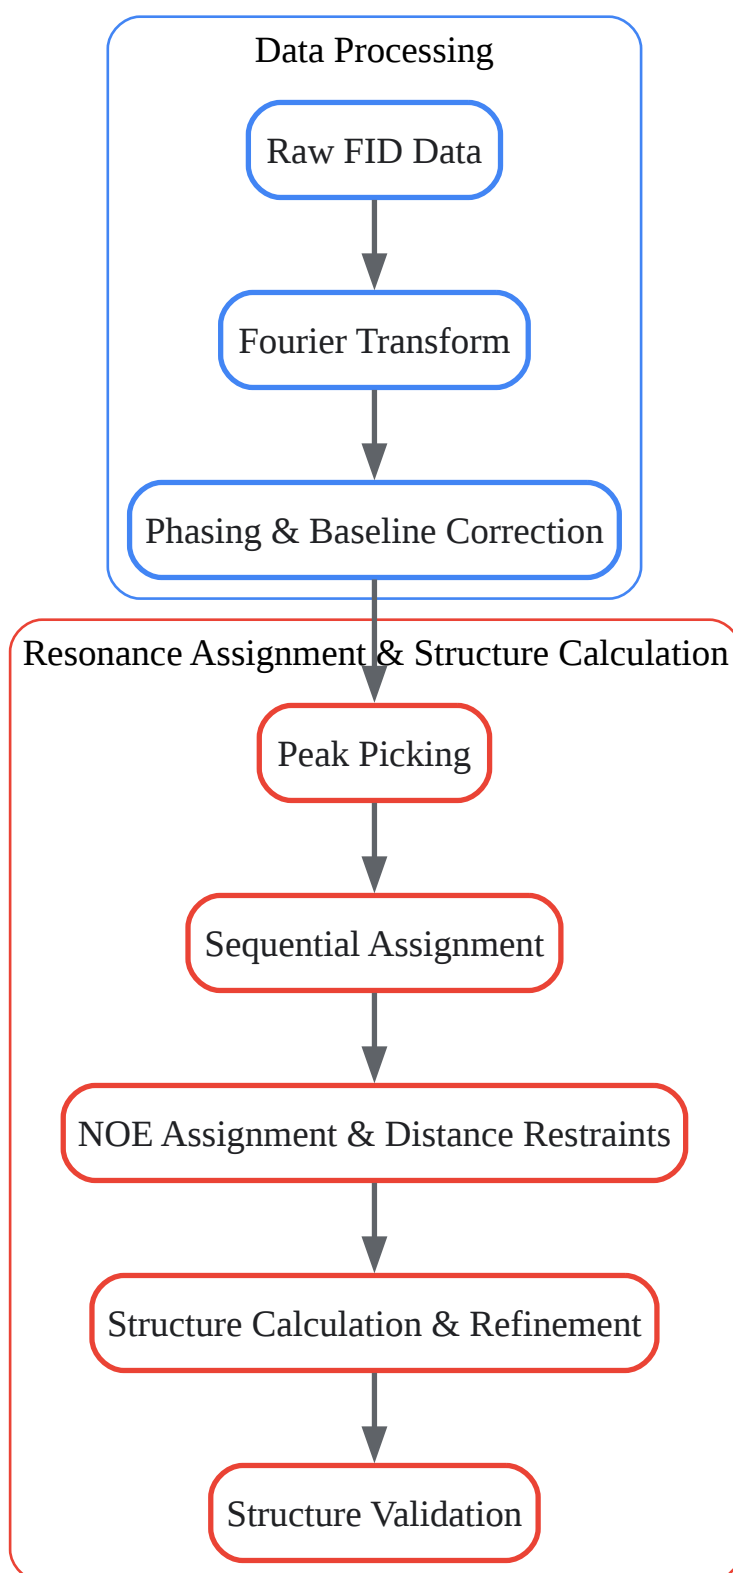 Data Processing
Raw FID Data
Fourier Transform
Phasing & Baseline Correction
Resonance Assignment & Structure Calculation
Peak Picking
Sequential Assignment
NOE Assignment & Distance Restraints
Structure Calculation & Refinement
Structure Validation